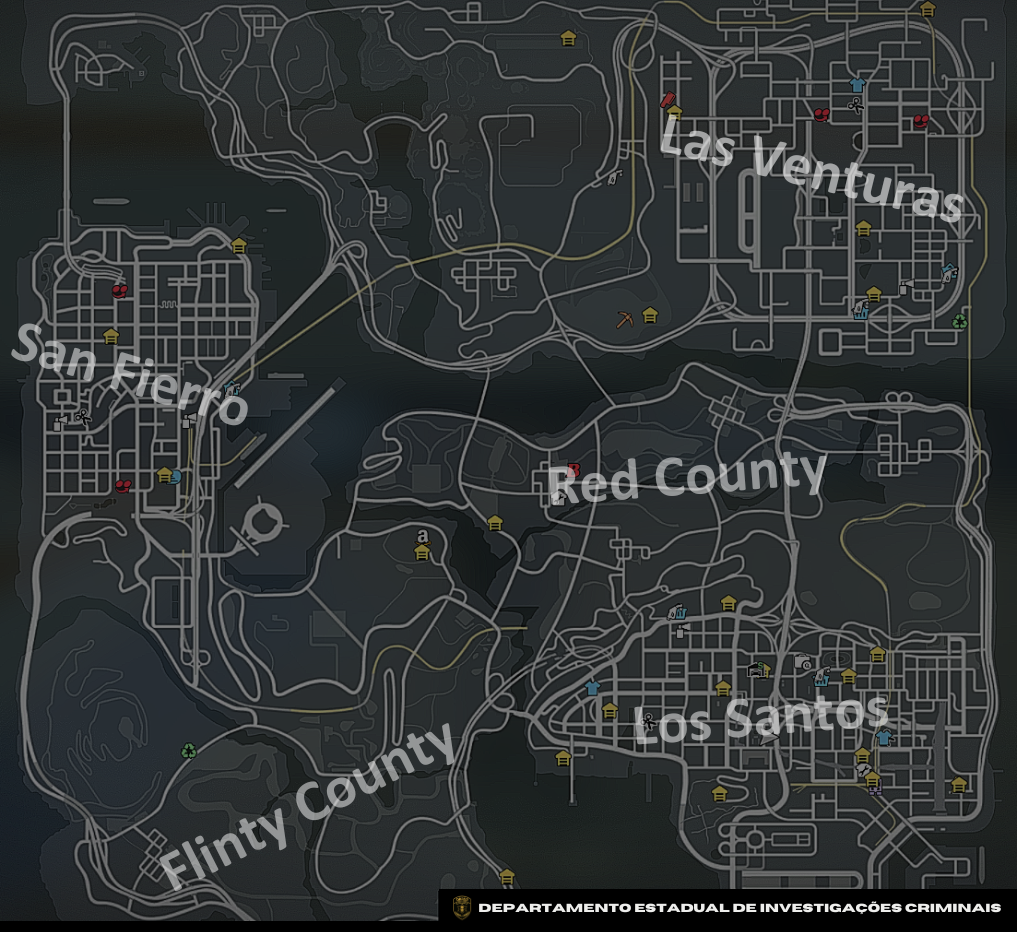 Las Venturas
San Fierro
Red County
a
Los Santos
Flinty County
DEPARTAMENTO ESTADUAL DE INVESTIGAÇÕES CRIMINAIS